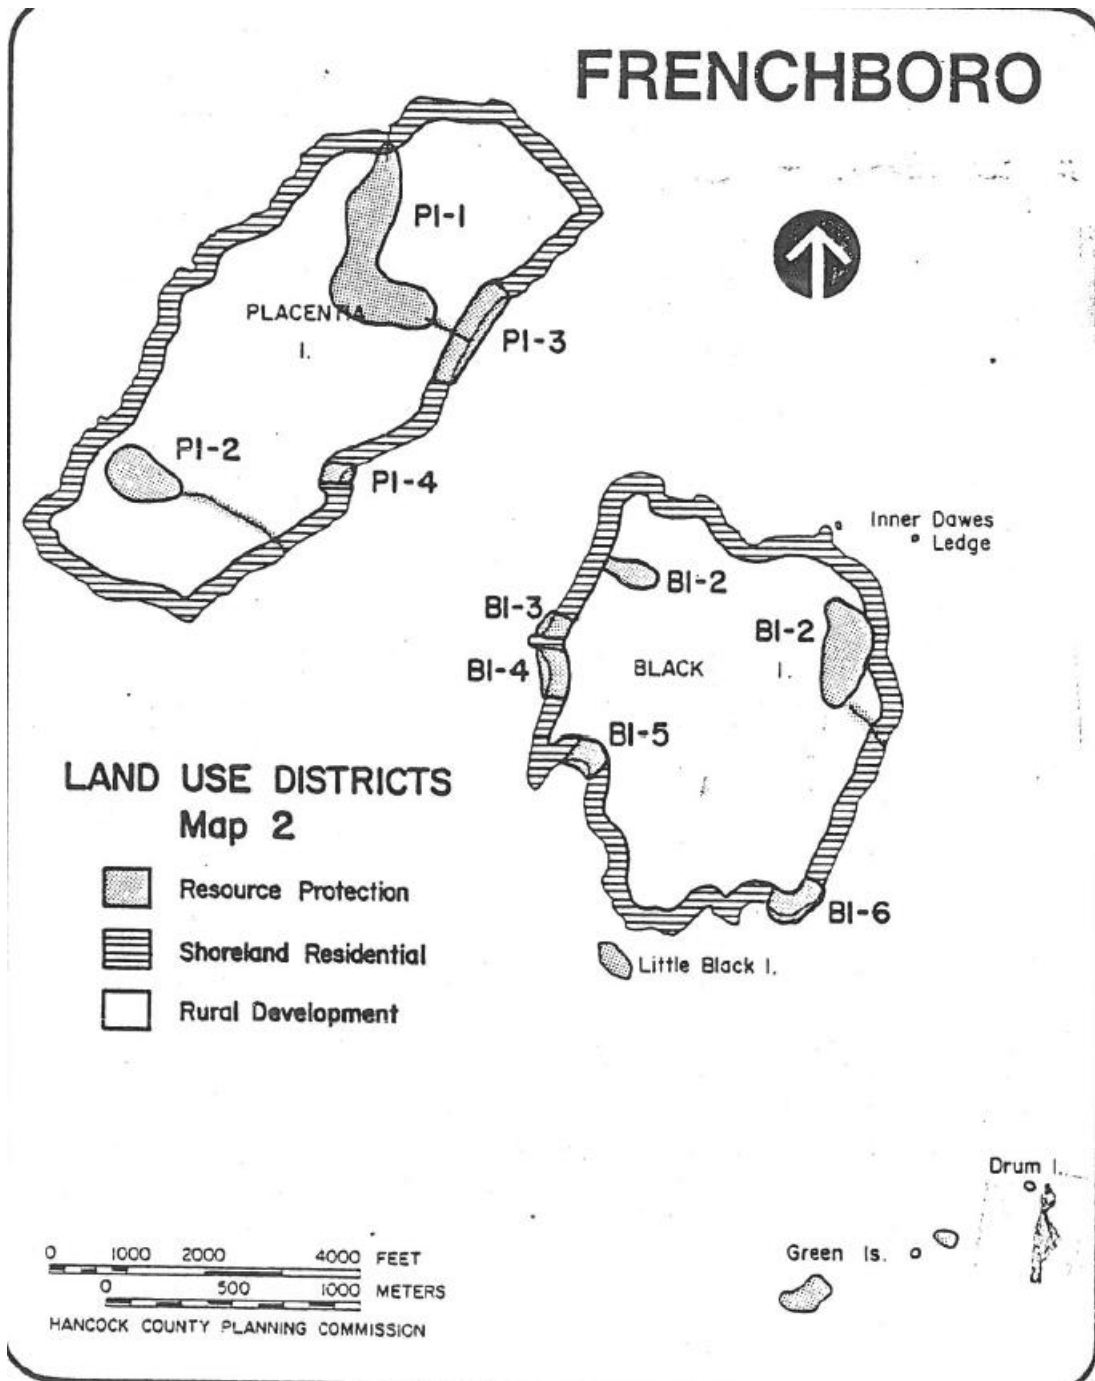 FRENCHBORO
PI-1
PLACENTIA
I.
PI-3
PI-2
PI-4
Inner Dawes
Ledge
BI-2
BI-3
BI-2
BI-4
BLACK I.
BI-5
LAND USE DISTRICTS
Map 2
Resource Protection
Shoreland Residential
Rural Development
BI-6
Little Black I.
Drum I.
Green Is.
0 1000 2000 4000 FEET
0 500 1000 METERS
HANCOCK COUNTY PLANNING COMMISSION